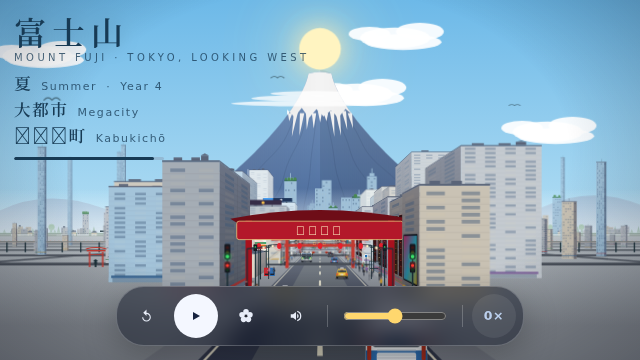 富士山
MOUNT FUJI · TOKYO, LOOKING WEST
夏 Summer · Year 4
大都市 Megacity
町 Kabukichō
0×